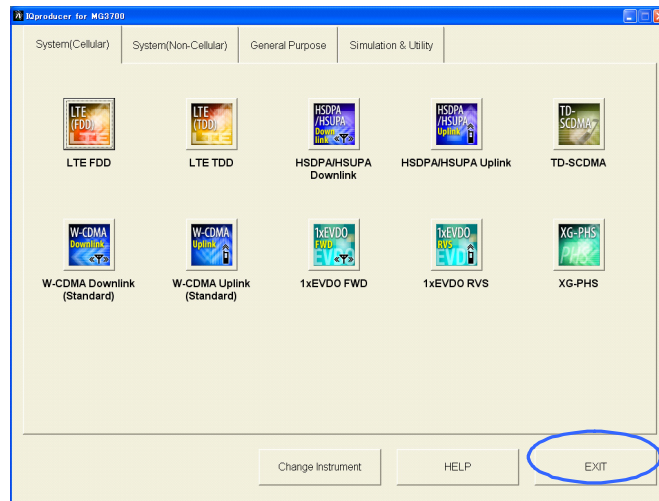 IQproducer for MG3700
System(Cellular)
System(Non-Cellular)
General Purpose
Simulation & Utility
LTE
(FDD)
LTE
(TDD)
HSDPA
/HSUPA
Down
link
HSDPA
/HSUPA
Uplink
TD-
SCDMA
LTE FDD
LTE TDD
HSDPA/HSUPA
Downlink
HSDPA/HSUPA Uplink
TD-SCDMA
W-CDMA
Downlink
W-CDMA
Uplink
1xEVDO
FWD
EVD
1xEVDO
RVS
EVD
XG-PHS
PHS
W-CDMA Downlink
(Standard)
W-CDMA Uplink
(Standard)
1xEVDO FWD
1xEVDO RVS
XG-PHS
Change Instrument
HELP
EXIT